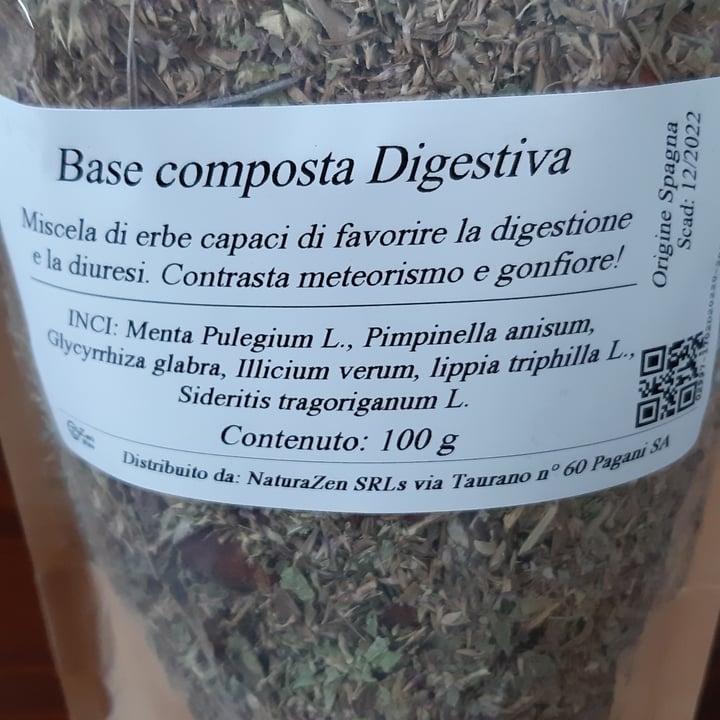 Base composta Digestiva
Miscela di erbe capaci di favorire la digestione
e la diuresi. Contrasta meteorismo e gonfiore!
INCI: Menta Pulegium L., Pimpinella anisum,
Glycyrrhiza glabra, Illicium verum, lippia triphilla L.,
Sideritis tragoriganum L.
Contenuto: 100 g
Distribuito da: NaturaZen SRLs via Taurano n° 60 Pagani SA
Origine Spagna
Scad: 12/2022